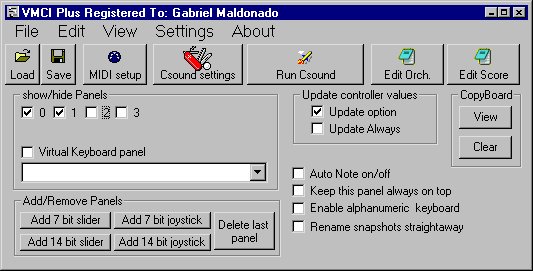 VMCI Plus Registered To: Gabriel Maldonado
File Edit View Settings About
Load Save MIDI setup Csound settings Run Csound Edit Orch. Edit Score
show/hide Panels
0 1 2 3
Virtual Keyboard panel
Update controller values
Update option
Update Always
CopyBoard
View
Clear
Auto Note on/off
Keep this panel always on top
Enable alphanumeric keyboard
Rename snapshots straightaway
Add/Remove Panels
Add 7 bit slider Add 7 bit joystick
Add 14 bit slider Add 14 bit joystick
Delete last
panel